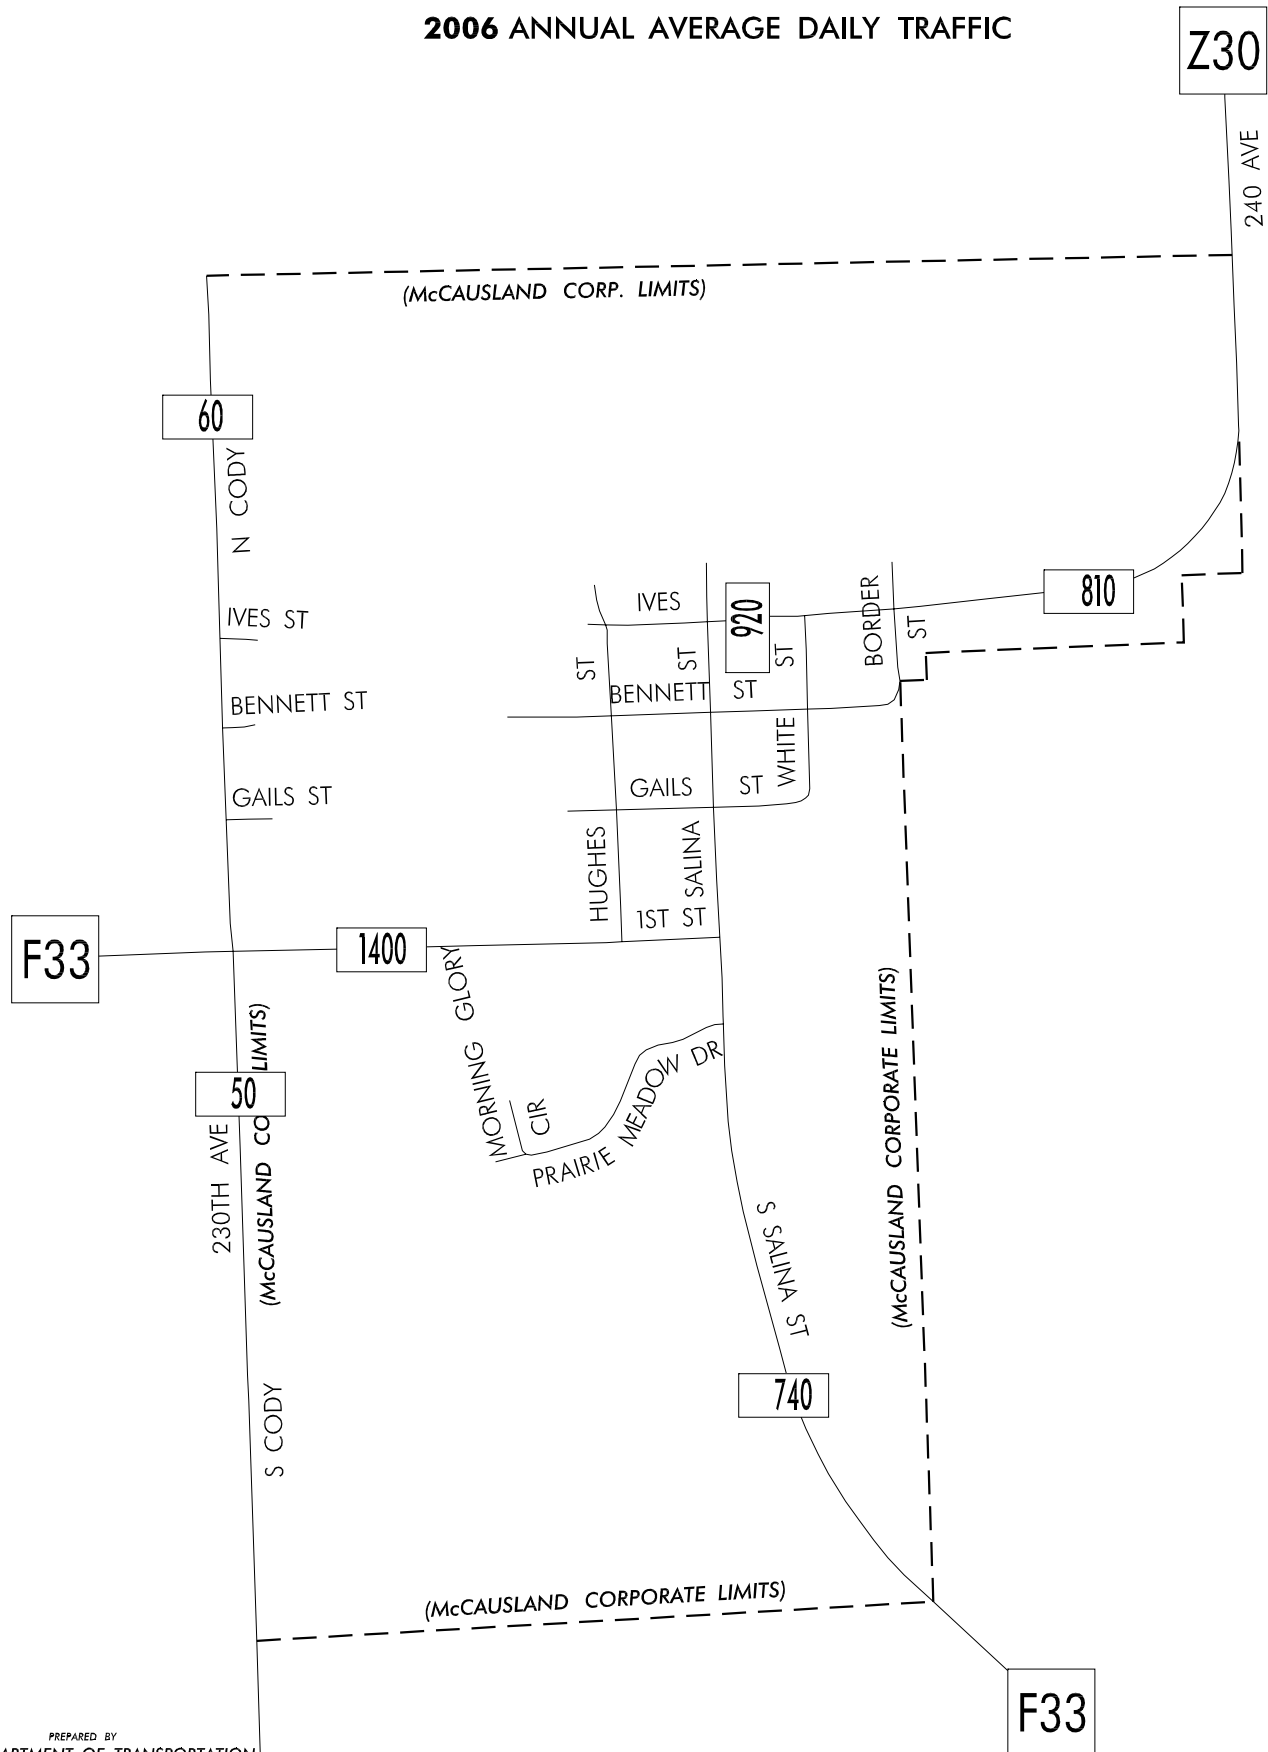 2006 ANNUAL AVERAGE DAILY TRAFFIC
Z30
240 AVE
(McCAUSLAND CORP. LIMITS)
60
N CODY
IVES ST
BENNETT ST
GAILS ST
IVES
920
810
BORDER
ST
ST
ST
ST
BENNETT ST
WHITE
GAILS ST
HUGHES
SALINA
1ST ST
F33
1400
MORNING GLORY
CIR
PRAIRIE MEADOW DR
(McCAUSLAND CO LIMITS)
50
230TH AVE
S CODY
(McCAUSLAND CORPORATE LIMITS)
S SALINA ST
740
(McCAUSLAND CORPORATE LIMITS)
F33
PREPARED BY
OF TRANSPORTATION